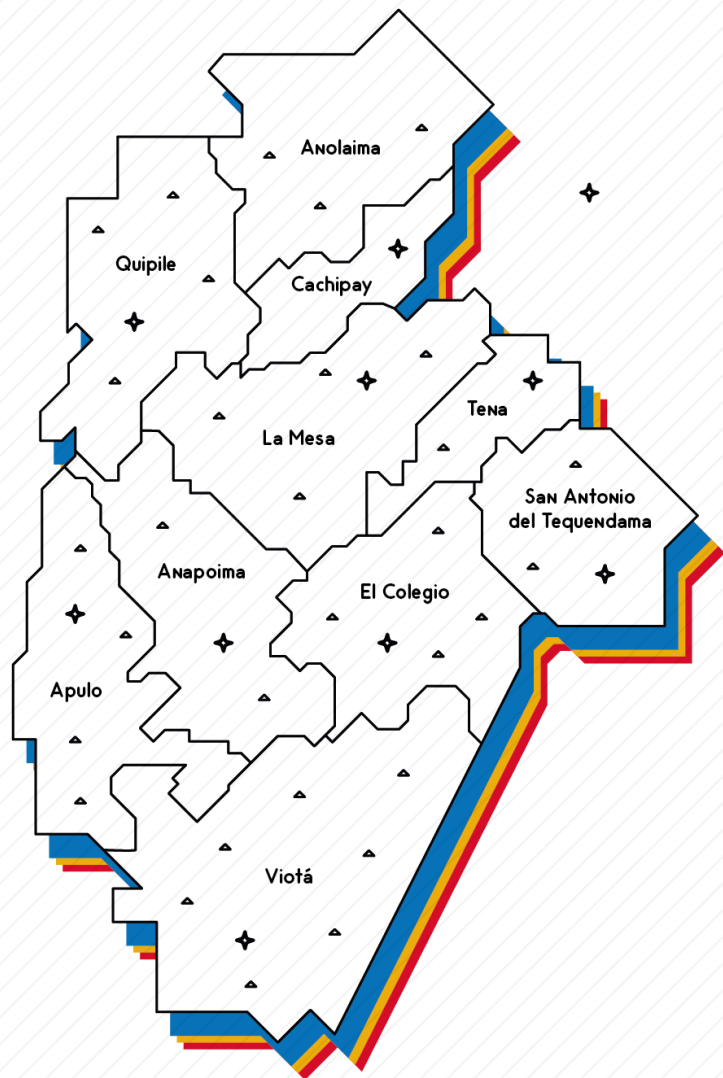 Anolaima
Quipile
Cachipay
La Mesa
Tena
San Antonio
del Tequendama
Anapoima
El Colegio
Apulo
Viotá